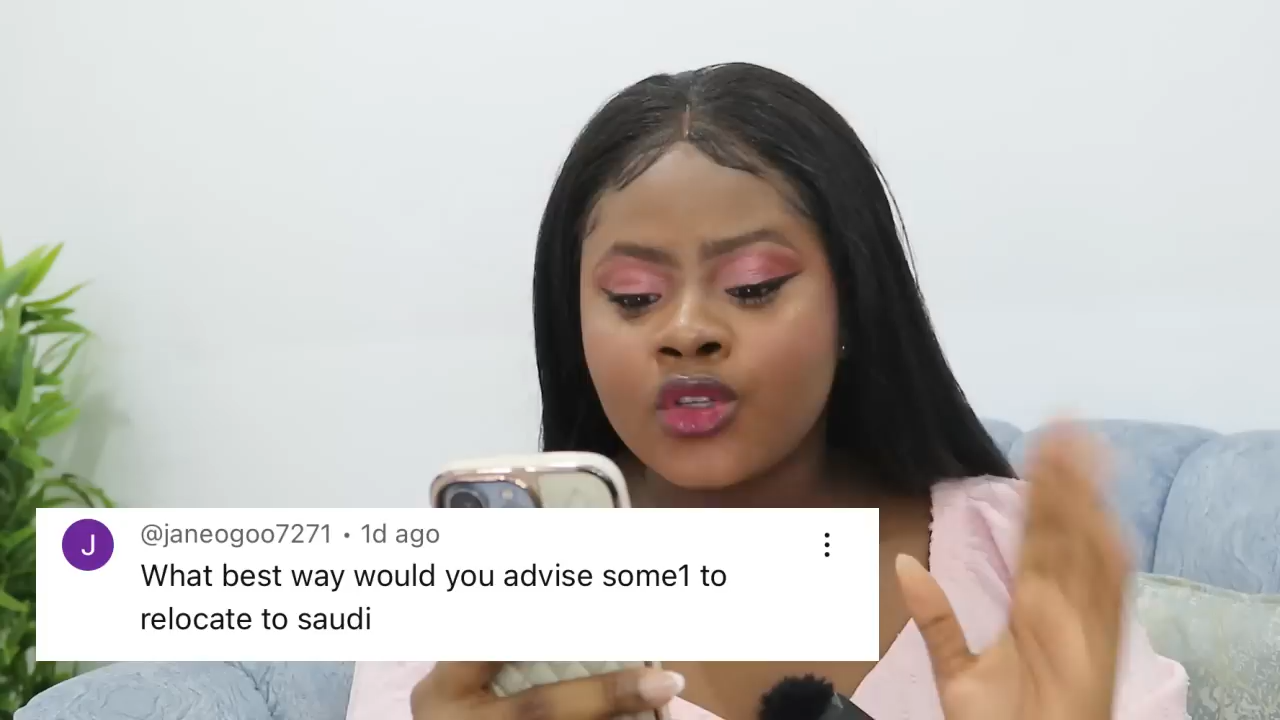 J
@janeogoo7271 • 1d ago
What best way would you advise some1 to
relocate to saudi